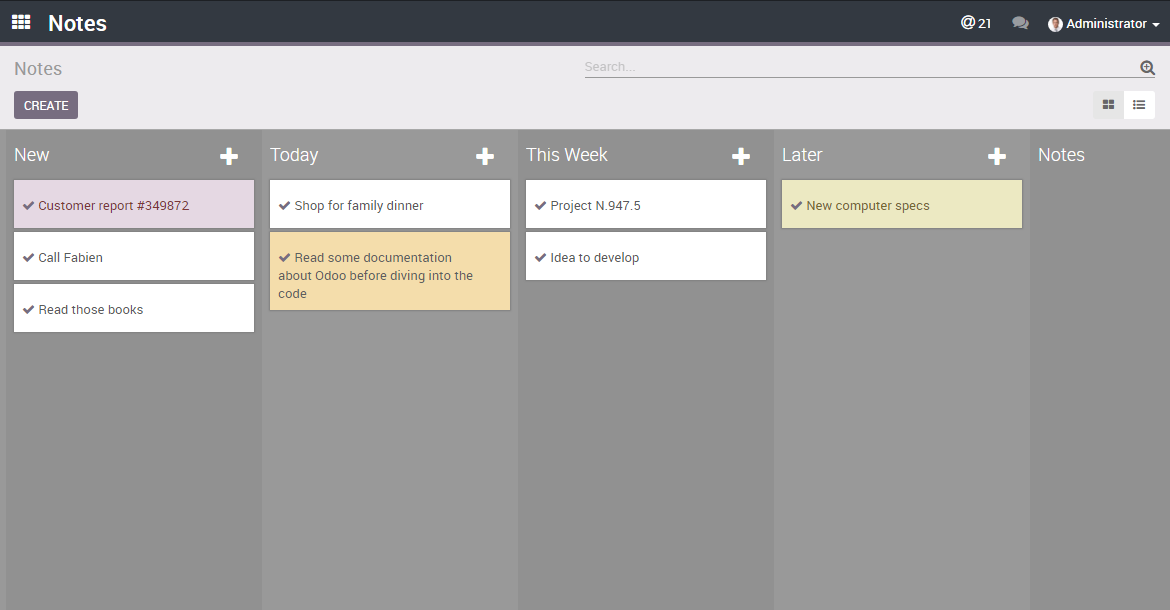 Notes
@ 21
Administrator
Notes
Search...
CREATE
New
Today
This Week
Later
Notes
Customer report #349872
Call Fabien
Read those books
Shop for family dinner
Read some documentation
about Odoo before diving into the
code
Project N.947.5
Idea to develop
New computer specs